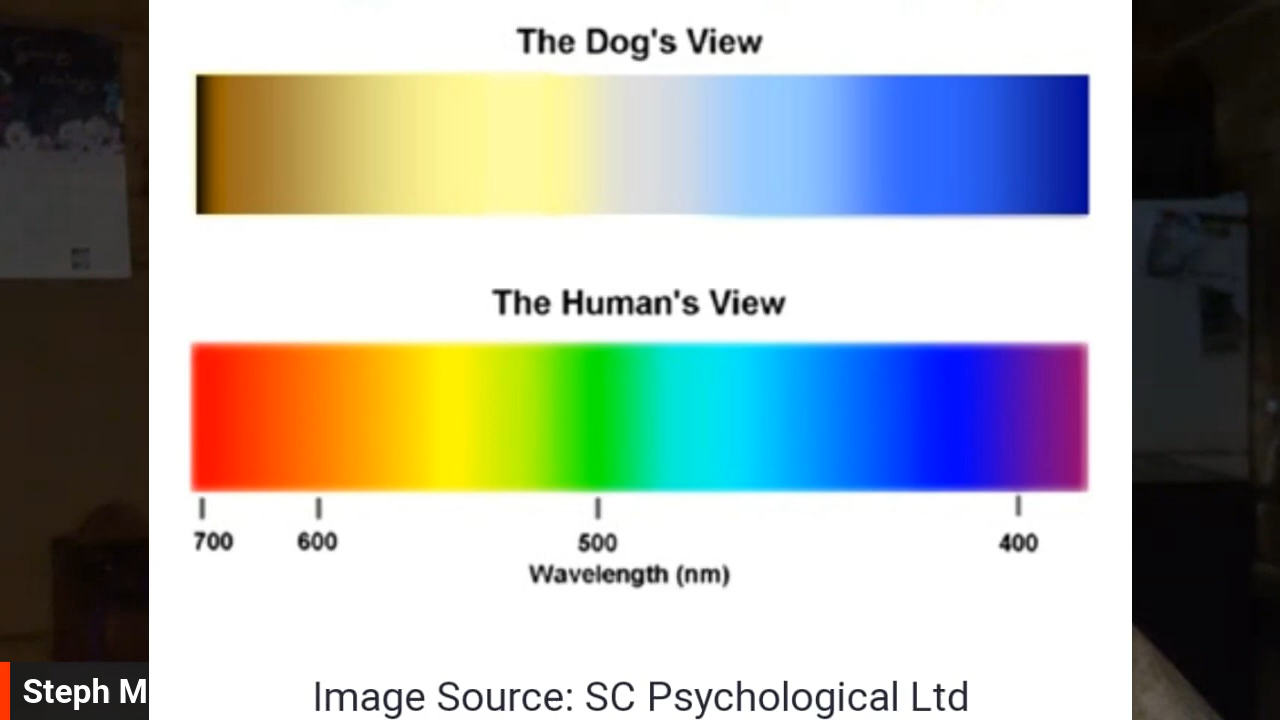 The Dog's View
The Human's View
700 600 500 400
Wavelength (nm)
Steph M
Image Source: SC Psychological Ltd